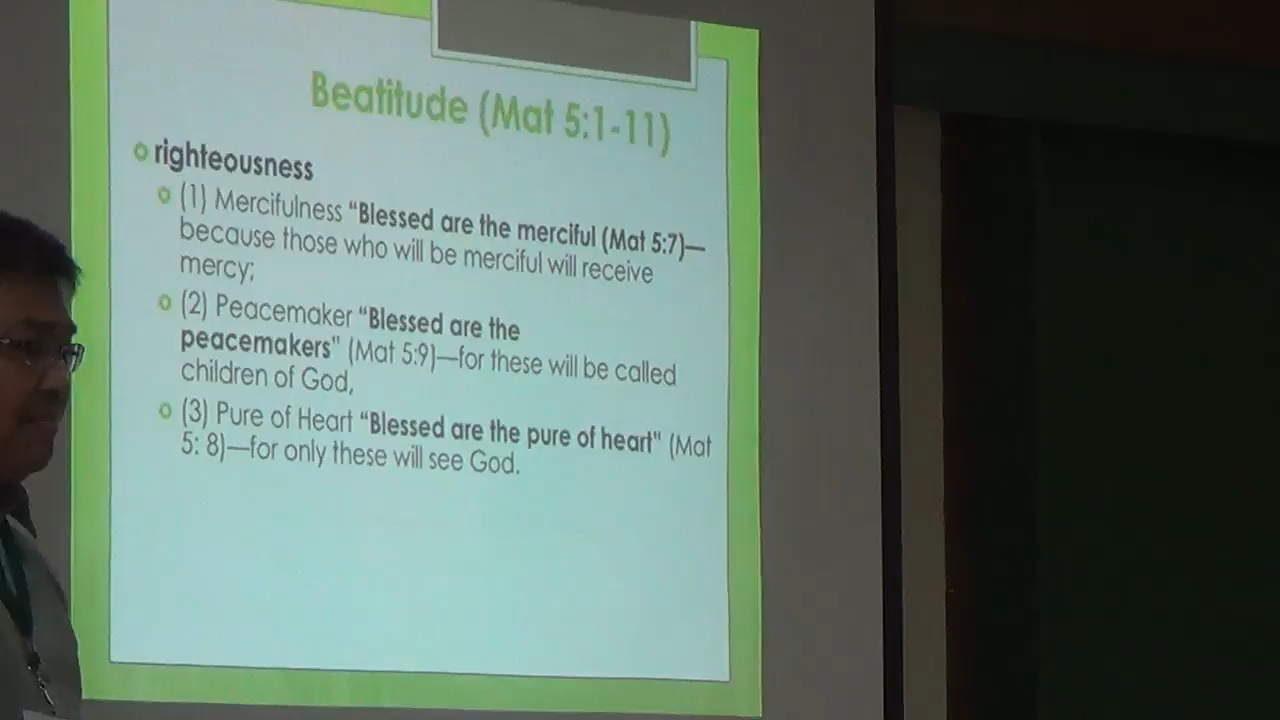 Beatitude (Mat 5:1-11)
righteousness
(1) Mercifulness “Blessed are the merciful (Mat 5:7)—
because those who will be merciful will receive
mercy;
(2) Peacemaker “Blessed are the
peacemakers” (Mat 5:9)—for these will be called
children of God,
(3) Pure of Heart “Blessed are the pure of heart” (Mat
5: 8)—for only these will see God.